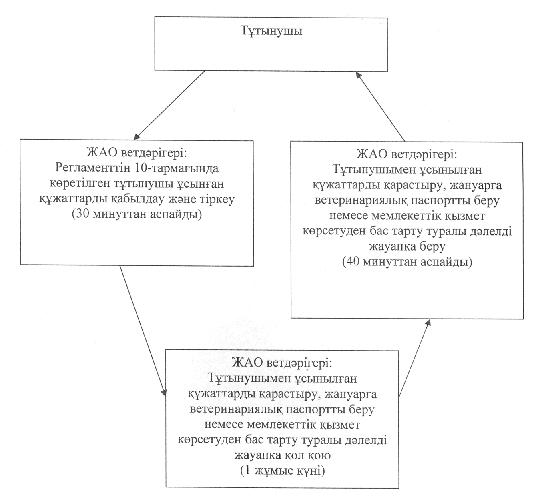 Тұтынушы
ЖАО ветдәрігері:
Регламенттін 10-тармағында
көретілген тұтынушы ұсынған
құжаттарды қабылдау және тіркеу
(30 минуттан аспайды)
ЖАО ветдәрігері:
Тұтынушымен ұсынылған
құжаттарды қарастыру, жануарға
ветеринариялық паспортты беру
немесе мемлекеттік қызмет
көрсетуден бас тарту туралы дәлелді
жауапқа қол қою
(1 жұмыс күні)
ЖАО ветдәрігері:
Тұтынушымен ұсынылған
құжаттарды қарастыру, жануарға
ветеринариялық паспортты беру
немесе мемлекеттік қызмет
көрсетуден бас тарту туралы дәлелді
жауапқа беру
(40 минуттан аспайды)